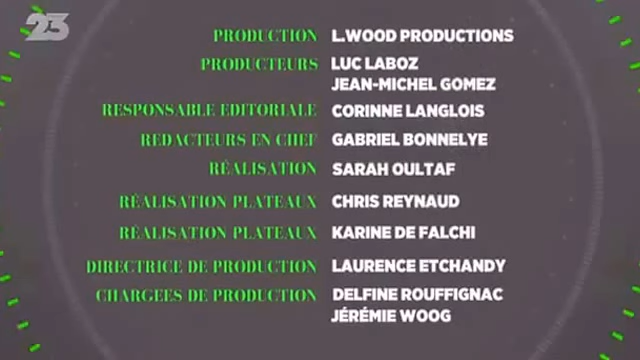 23
PRODUCTION L.WOOD PRODUCTIONS
PRODUCTEURS LUC LABOZ
JEAN-MICHEL GOMEZ
RESPONSABLE EDITORIALE CORINNE LANGLOIS
REDACTEURS EN CHEF GABRIEL BONNELYE
RÉALISATION SARAH OULTAF
RÉALISATION PLATEAUX CHRIS REYNAUD
RÉALISATION PLATEAUX KARINE DE FALCHI
DIRECTRICE DE PRODUCTION LAURENCE ETCHANDY
CHARGEES DE PRODUCTION DELFINE ROUFFIGNAC
JÉRÉMIE WOOG